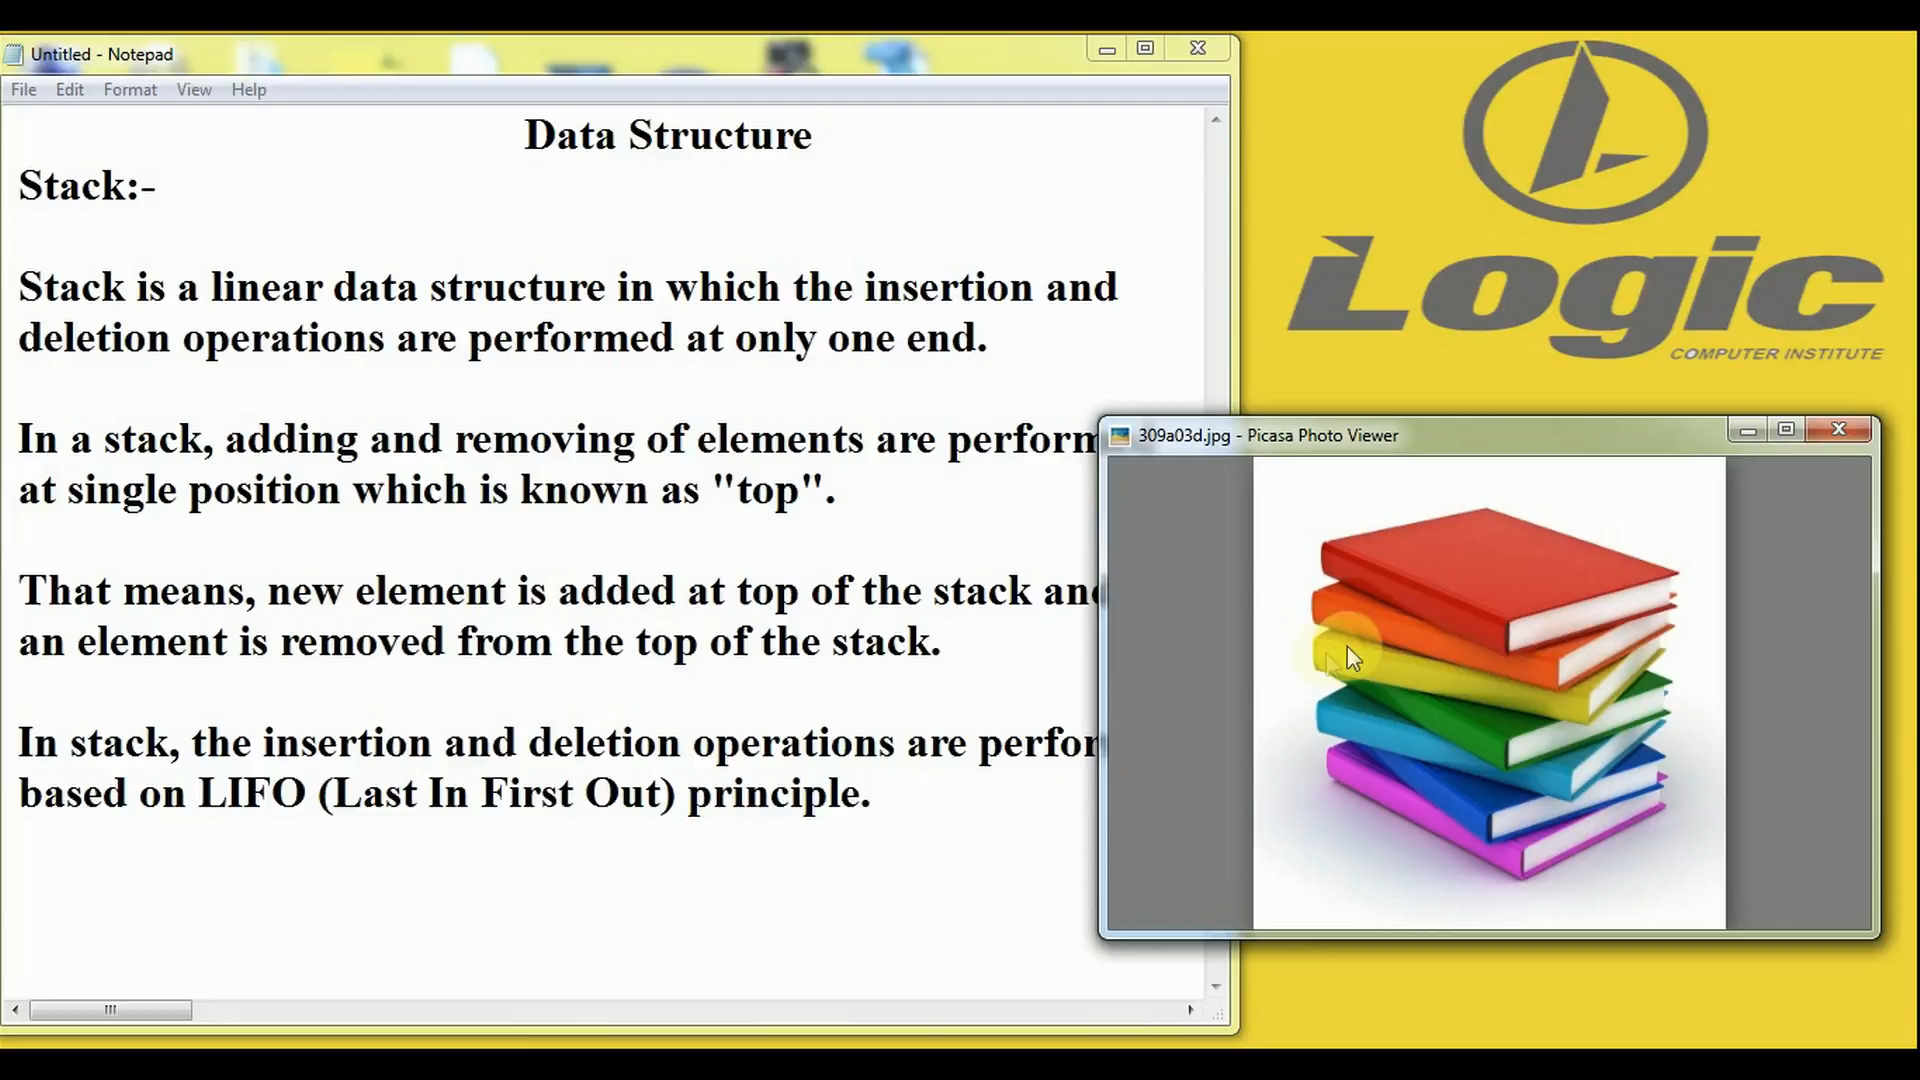 Untitled - Notepad
File Edit Format View Help
Data Structure
Stack:-
Stack is a linear data structure in which the insertion and
deletion operations are performed at only one end.
In a stack, adding and removing of elements are perform
at single position which is known as "top".
That means, new element is added at top of the stack and
an element is removed from the top of the stack.
In stack, the insertion and deletion operations are perfor
based on LIFO (Last In First Out) principle.
Logic
COMPUTER INSTITUTE
309a03d.jpg - Picasa Photo Viewer